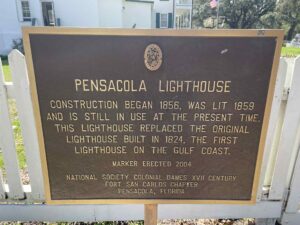 PENSACOLA LIGHTHOUSE
CONSTRUCTION BEGAN 1856, WAS LIT 1859
AND IS STILL IN USE AT THE PRESENT TIME.
THIS LIGHTHOUSE REPLACED THE ORIGINAL
LIGHTHOUSE BUILT IN 1824, THE FIRST
LIGHTHOUSE ON THE GULF COAST.
MARKER ERECTED 2004
NATIONAL SOCIETY COLONIAL DAMES XVII CENTURY
FORT SAN CARLOS CHAPTER
PENSACOLA, FLORIDA